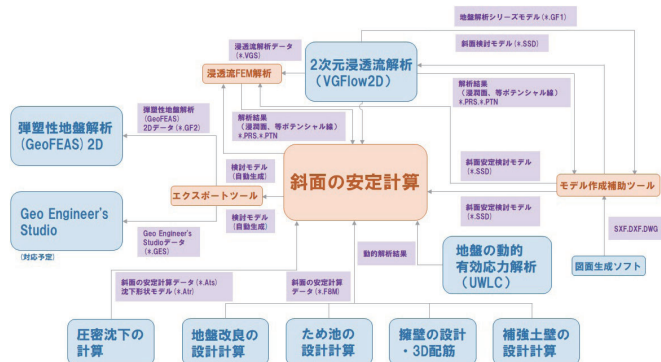 地盤解析シリーズモデル(*.GF1)
浸透流解析データ
(*.VGS)
斜面検討モデル(*.SSD)
2次元浸透流解析
(VGFlow2D)
浸透流FEM解析
解析結果
(浸潤面、等ポテンシャル線)
*.PRS.*.PTN
弾塑性地盤解析
(GeoFEAS)
2Dデータ(*.GF2)
弾塑性地盤解析
(GeoFEAS) 2D
解析結果
(浸潤面、等ポテンシャル線)
*.PRS.*.PTN
検討モデル
(自動生成)
斜面の安定計算
斜面安定検討モデル
(*.SSD)
モデル作成補助ツール
エクスポートツール
検討モデル
(自動生成)
斜面安定検討モデル
(*.SSD)
Geo Engineer's
Studio
(対応予定)
Geo Engineer's
Studioデータ
(*.GES)
SXF.DXF.DWG
動的解析結果
地盤の動的
有効応力解析
(UWLC)
図面生成ソフト
斜面の安定計算データ(*.Ats)
沈下形状モデル(*.Atr)
斜面の安定計算
データ(*.F8M)
圧密沈下の
計算
地盤改良の
設計計算
ため池の
設計計算
擁壁の設計
・3D配筋
補強土壁の
設計計算